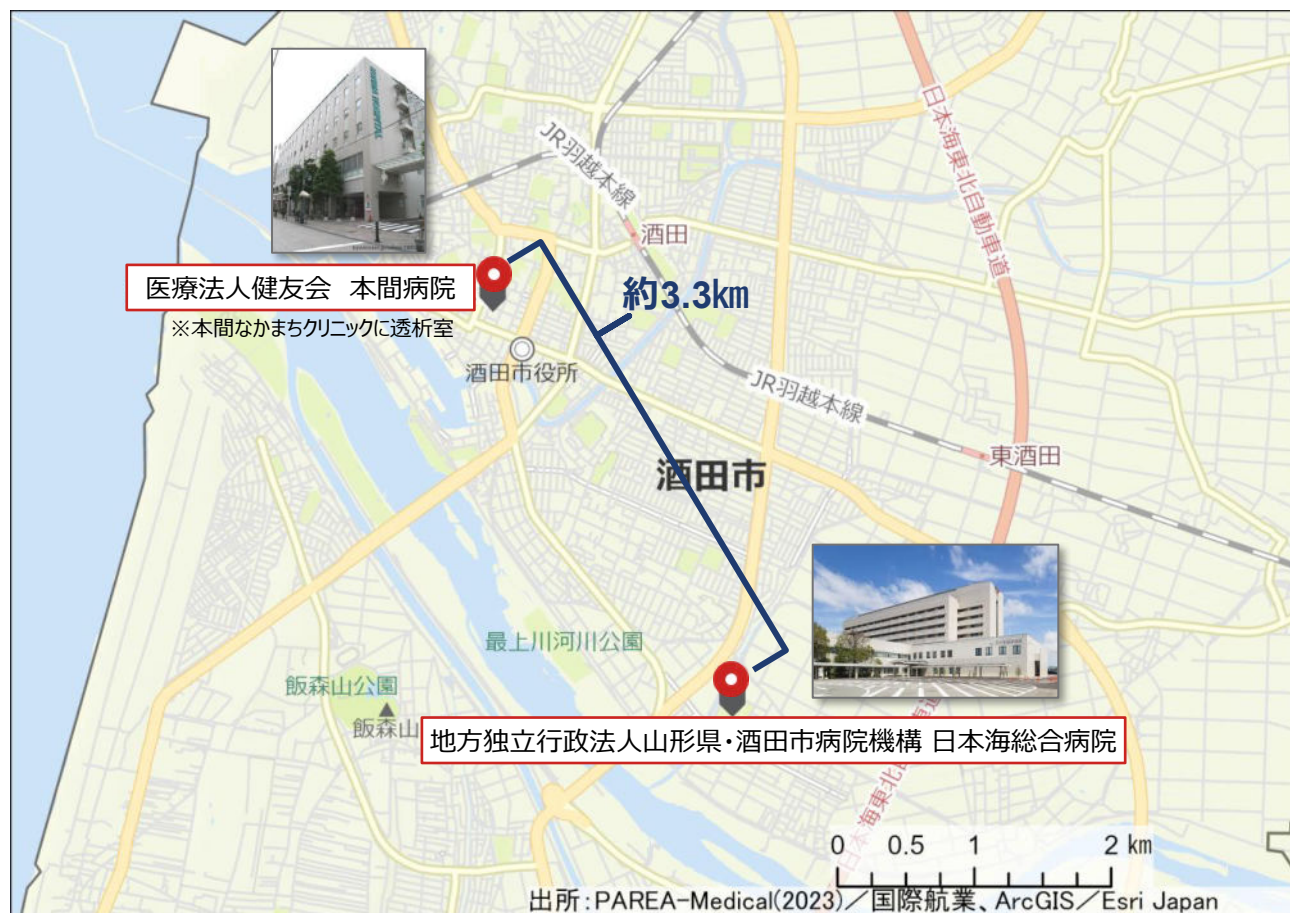 日本海東北自動車道
JR羽越本線
酒田
医療法人健友会 本間病院
※本間なかまちクリニックに透析室
約3.3km
酒田市役所
JR羽越本線
東酒田
酒田市
最上川河川公園
飯森山公園
飯森山
地方独立行政法人山形県・酒田市病院機構 日本海総合病院
日本海東北自動車道
0 0.5 1 2 km
出所:PAREA-Medical(2023)/国際航業、ArcGIS/Esri Japan